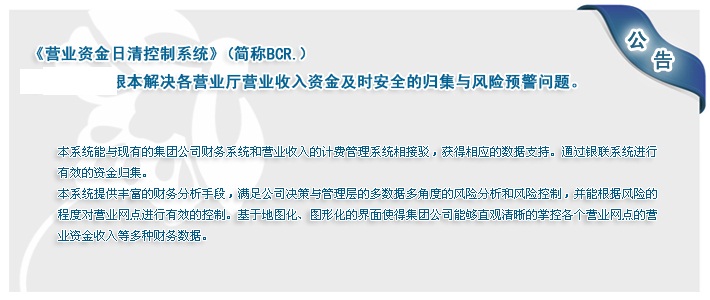 公告
《营业资金日清控制系统》(简称BCR.)
根本解决各营业厅营业收入资金及时安全的归集与风险预警问题。
本系统能与现有的集团公司财务系统和营业收入的计费管理系统相接驳，获得相应的数据支持。通过银联系统进行
有效的资金归集。
本系统提供丰富的财务分析手段，满足公司决策与管理层的多数据多角度的风险分析和风险控制，并能根据风险的
程度对营业网点进行有效的控制。基于地图化、图形化的界面使得集团公司能够直观清晰的掌控各个营业网点的营
业资金收入等多种财务数据。